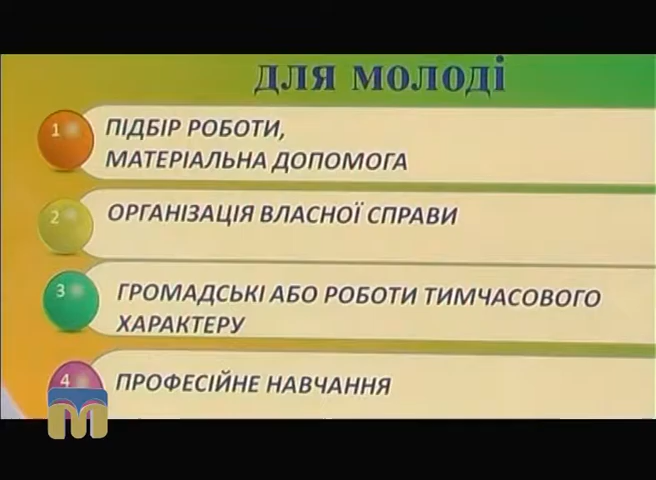 для молоді
1
ПІДБІР РОБОТИ,
МАТЕРІАЛЬНА ДОПОМОГА
2
ОРГАНІЗАЦІЯ ВЛАСНОЇ СПРАВИ
3
ГРОМАДСЬКІ АБО РОБОТИ ТИМЧАСОВОГО
ХАРАКТЕРУ
4
ПРОФЕСІЙНЕ НАВЧАННЯ